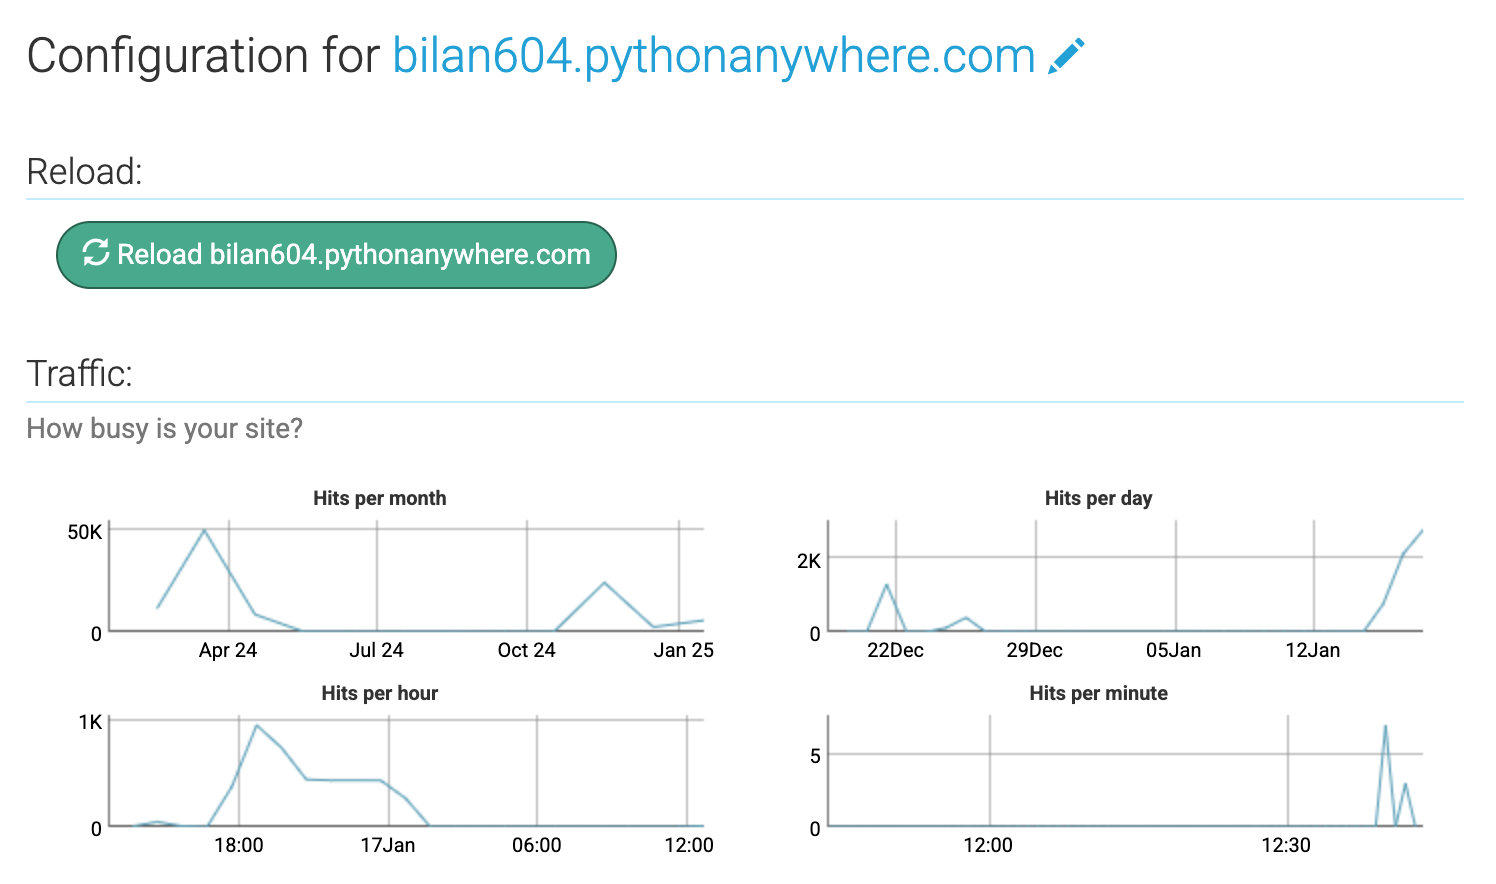 Configuration for bilan604.pythonanywhere.com
Reload:
Reload bilan604.pythonanywhere.com
Traffic:
How busy is your site?
Hits per month
50K
0
Apr 24 Jul 24 Oct 24 Jan 25
Hits per day
2K
0
22Dec 29Dec 05Jan 12Jan
Hits per hour
1K
0
18:00 17Jan 06:00 12:00
Hits per minute
5
0
12:00 12:30